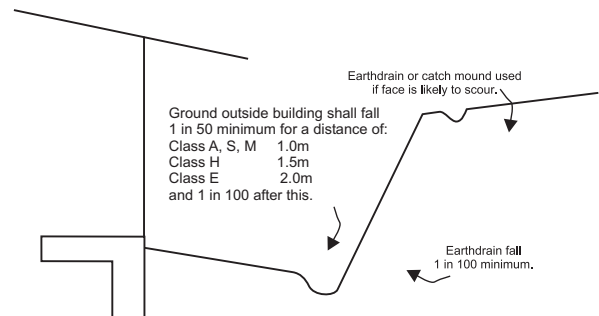 Earthdrain or catch mound used
if face is likely to scour.
Ground outside building shall fall
1 in 50 minimum for a distance of:
Class A, S, M 1.0m
Class H 1.5m
Class E 2.0m
and 1 in 100 after this.
Earthdrain fall
1 in 100 minimum.